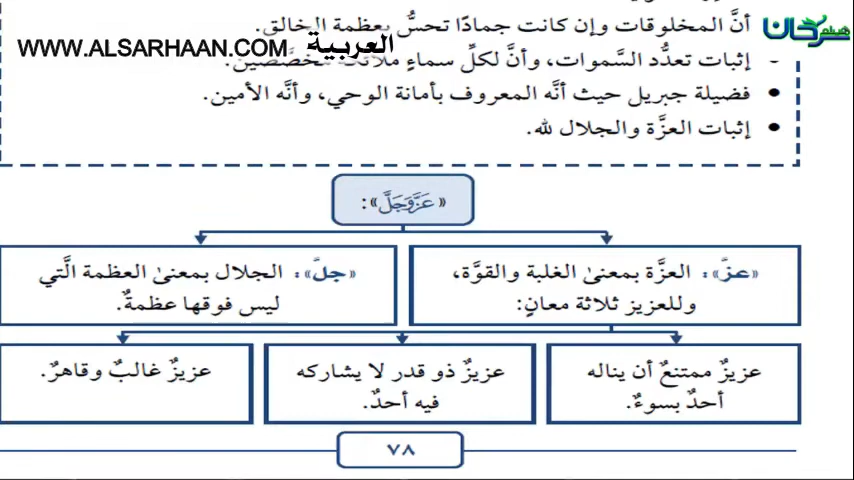 أنَّ المخلوقات وإن كانت جمادًا تحسُّ بعظمة الخالق.
العربية WWW.ALSARHAAN.COM
سرحان
- إثبات تعدُّد السَّموات، وأنَّ لكلِّ سماءٍ ملائكة مخصَّصين.
• فضيلة جبريل حيث أنَّه المعروف بأمانة الوحي، وأنَّه الأمين.
• إثبات العزَّة والجلال لله.
«عَزَّوَجَلَّ»:
«عزّ»: العزَّة بمعنىٰ الغلبة والقوَّة،
وللعزيز ثلاثة معانٍ:
«جلّ»: الجلال بمعنىٰ العظمة الَّتي
ليس فوقها عظمةٌ.
عزيزٌ ممتنعٌ أن يناله
أحدٌ بسوءٌ.
عزيزٌ ذو قدر لا يشاركه
فيه أحدٌ.
عزيزٌ غالبٌ وقاهرٌ.
٧٨